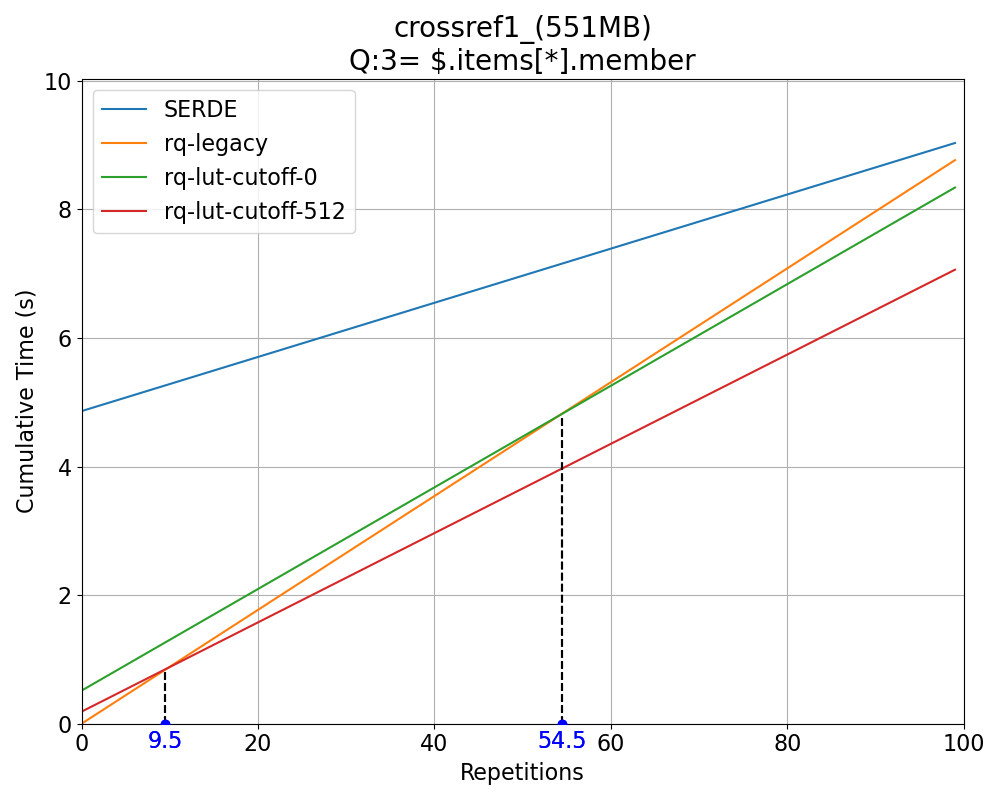 crossref1_(551MB)
Q:3= $.items[*].member
10
8
6
4
2
0
Cumulative Time (s)
SERDE
rq-legacy
rq-lut-cutoff-0
rq-lut-cutoff-512
0 20 40 60 80 100
9.5 54.5
Repetitions